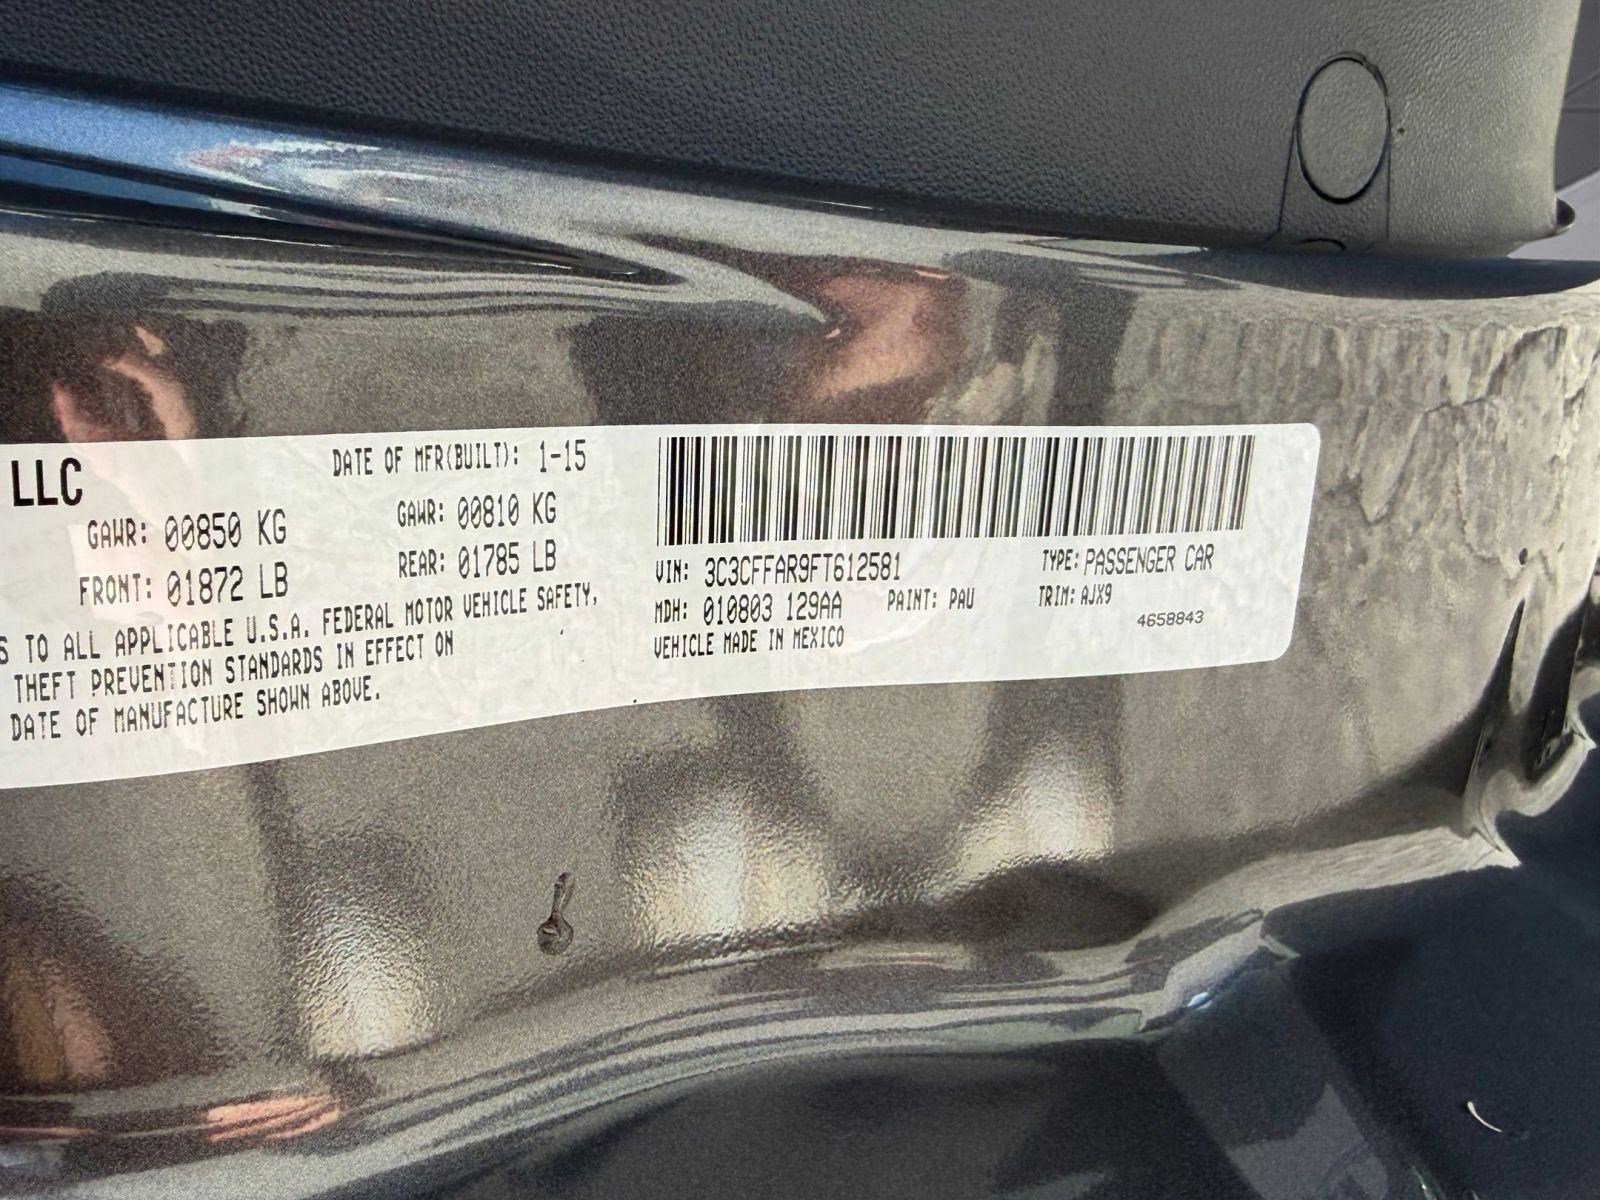 LLC DATE OF MFR(BUILT): 1-15
GAWR: 00850 KG GAWR: 00810 KG
FRONT: 01872 LB REAR: 01785 LB
S TO ALL APPLICABLE U.S.A. FEDERAL MOTOR VEHICLE SAFETY,
THEFT PREVENTION STANDARDS IN EFFECT ON
DATE OF MANUFACTURE SHOWN ABOVE.
VIN: 3C3CFFAR9FT612581 TYPE: PASSENGER CAR
MDH: 010803 129AA PAINT: PAU TRIM: AJX9
VEHICLE MADE IN MEXICO 4658843